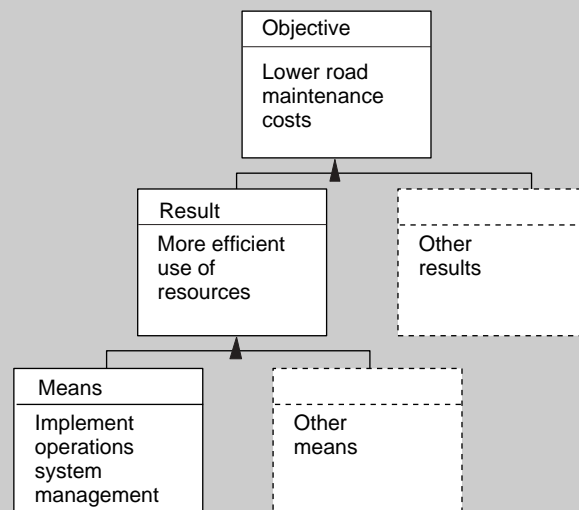 Objective
Lower road
maintenance
costs
Result
More efficient
use of
resources
Other
results
Means
Implement
operations
system
management
Other
means